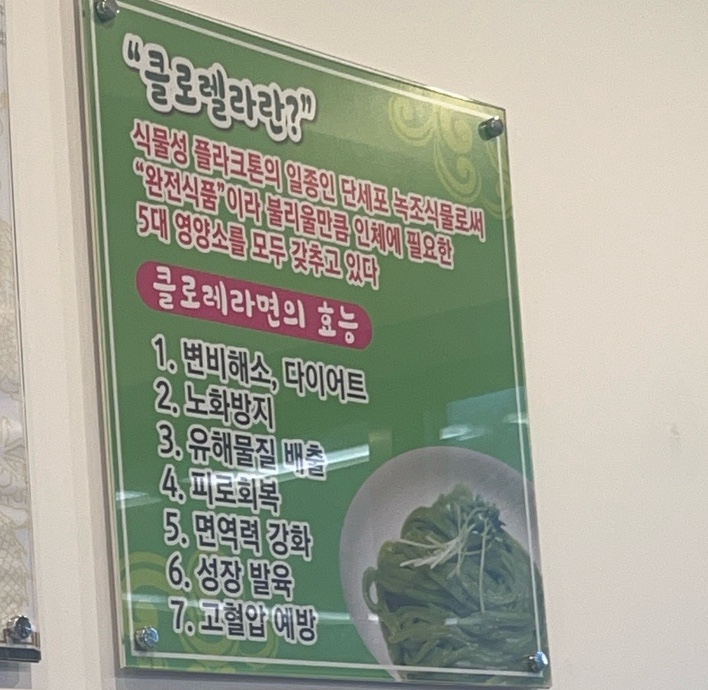 “클로렐라란?”
식물성 플라크톤의 일종인 단세포 녹조식물로써
“완전식품”이라 불리울만큼 인체에 필요한
5대 영양소를 모두 갖추고 있다
클로레라면의 효능
1. 변비해소, 다이어트
2. 노화방지
3. 유해물질 배출
4. 피로회복
5. 면역력 강화
6. 성장 발육
7. 고혈압 예방